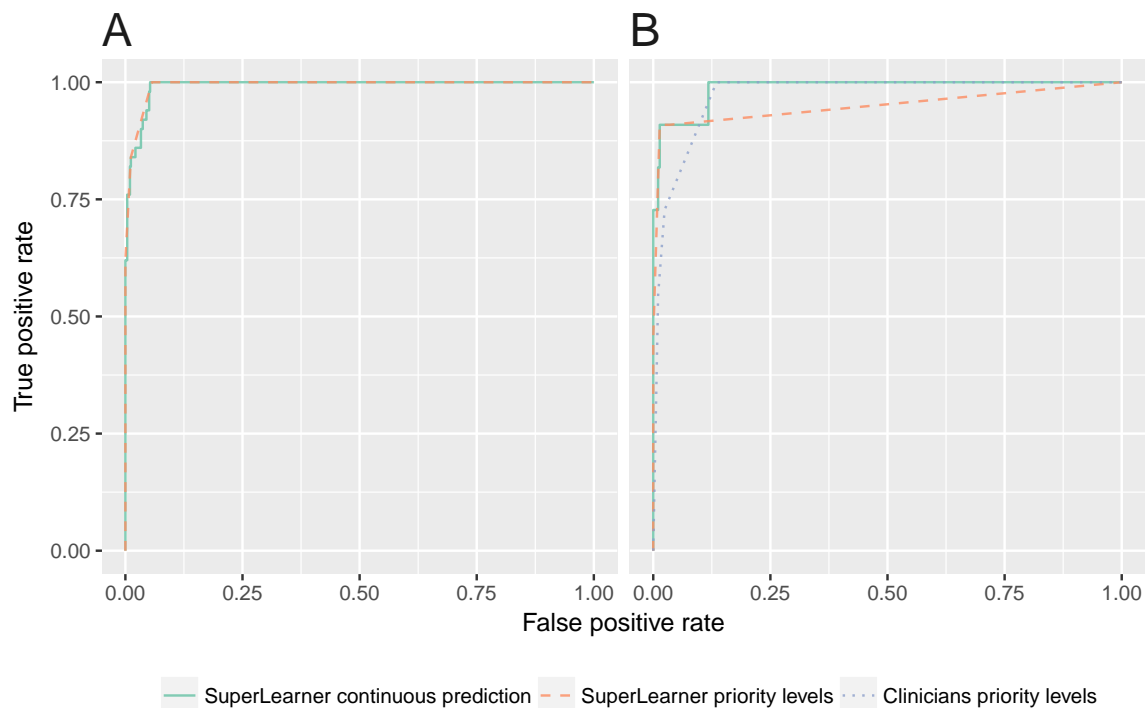 A B
1.00
0.75
0.50
0.25
0.00
True positive rate
0.00 0.25 0.50 0.75 1.00 0.00 0.25 0.50 0.75 1.00
False positive rate
SuperLearner continuous prediction SuperLearner priority levels Clinicians priority levels